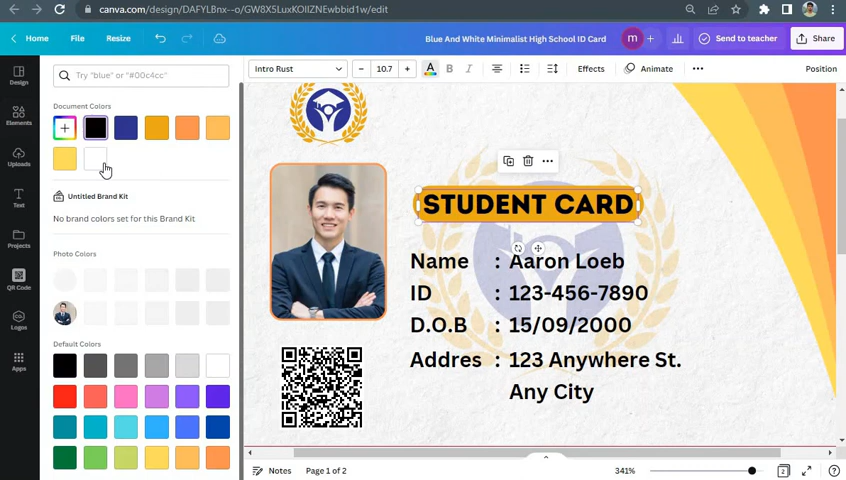 canva.com/design/DAFYLBnx--o/GW8X5LuxKOIIZNEwbbid1w/edit
Home
File
Resize
Blue And White Minimalist High School ID Card
m
+
Send to teacher
Share
Try "blue" or "#00c4cc"
Intro Rust
– 10.7 +
A
B
I
Effects
Animate
Position
Design
Elements
Uploads
Text
Projects
QR Code
Logos
Apps
Document Colors
Untitled Brand Kit
No brand colors set for this Brand Kit
Photo Colors
Default Colors
STUDENT CARD
Name : Aaron Loeb
ID : 123-456-7890
D.O.B : 15/09/2000
Addres : 123 Anywhere St.
Any City
Notes
Page 1 of 2
341%
2